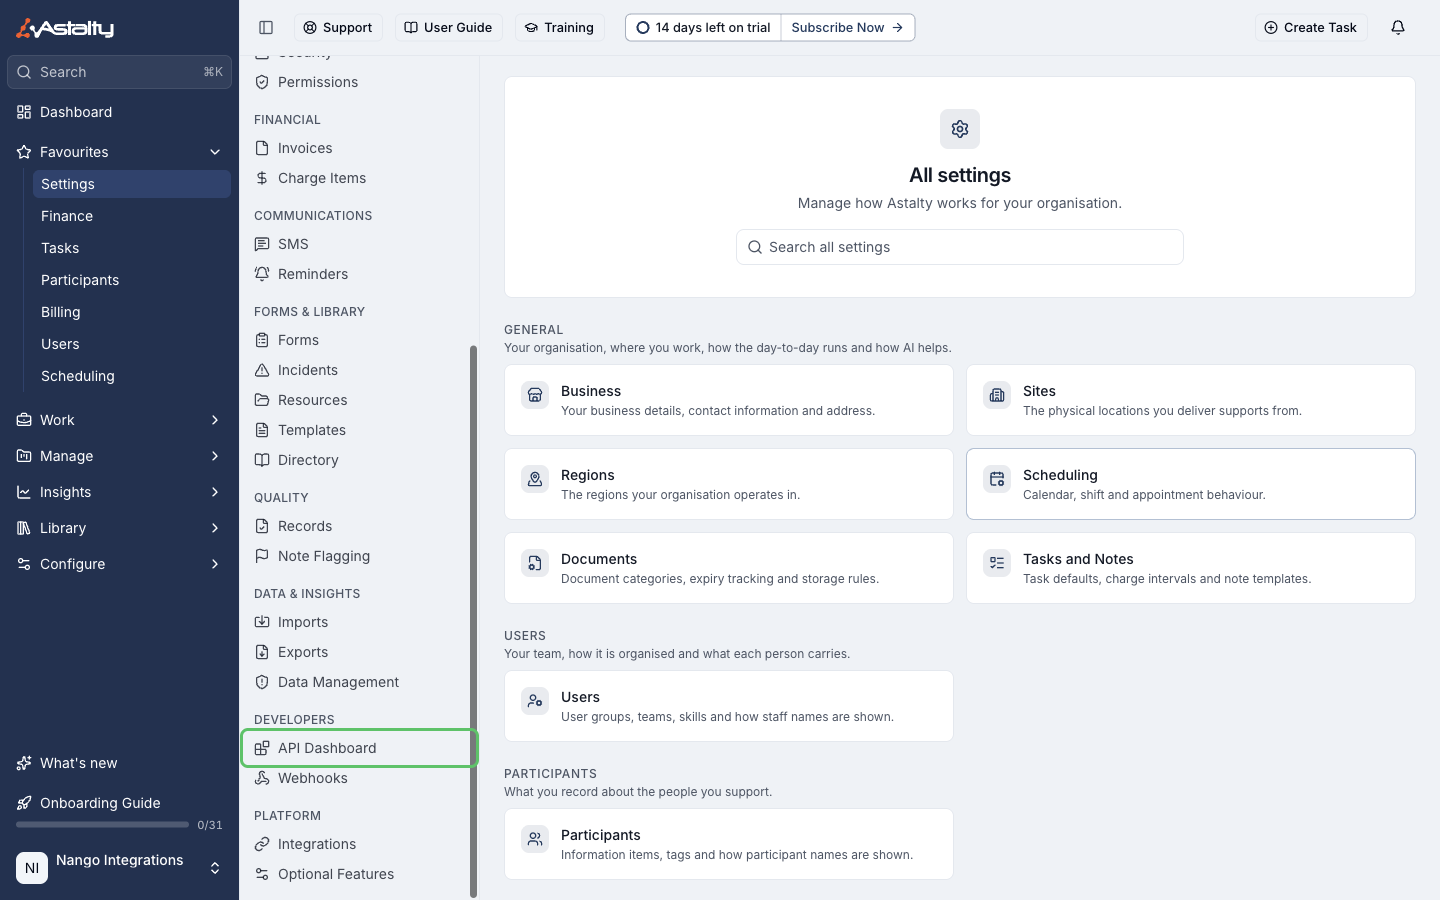 Astalty
Search ⌘K
Dashboard
Favourites
Settings
Finance
Tasks
Participants
Billing
Users
Scheduling
Work
Manage
Insights
Library
Configure
What's new
Onboarding Guide
0/31
NI Nango Integrations
Support
User Guide
Training
14 days left on trial
Subscribe Now →
Create Task
Security
Permissions
FINANCIAL
Invoices
Charge Items
COMMUNICATIONS
SMS
Reminders
FORMS & LIBRARY
Forms
Incidents
Resources
Templates
Directory
QUALITY
Records
Note Flagging
DATA & INSIGHTS
Imports
Exports
Data Management
DEVELOPERS
API Dashboard
Webhooks
PLATFORM
Integrations
Optional Features
All settings
Manage how Astalty works for your organisation.
Search all settings
GENERAL
Your organisation, where you work, how the day-to-day runs and how AI helps.
Business
Your business details, contact information and address.
Sites
The physical locations you deliver supports from.
Regions
The regions your organisation operates in.
Scheduling
Calendar, shift and appointment behaviour.
Documents
Document categories, expiry tracking and storage rules.
Tasks and Notes
Task defaults, charge intervals and note templates.
USERS
Your team, how it is organised and what each person carries.
Users
User groups, teams, skills and how staff names are shown.
PARTICIPANTS
What you record about the people you support.
Participants
Information items, tags and how participant names are shown.